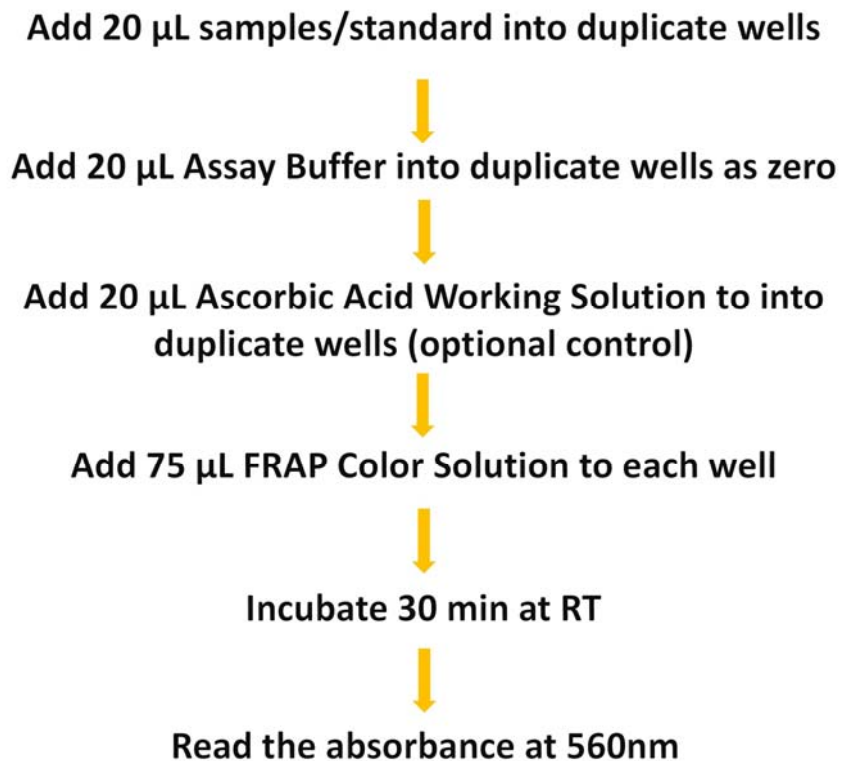 Add 20 µL samples/standard into duplicate wells
Add 20 µL Assay Buffer into duplicate wells as zero
Add 20 µL Ascorbic Acid Working Solution to into
duplicate wells (optional control)
Add 75 µL FRAP Color Solution to each well
Incubate 30 min at RT
Read the absorbance at 560nm